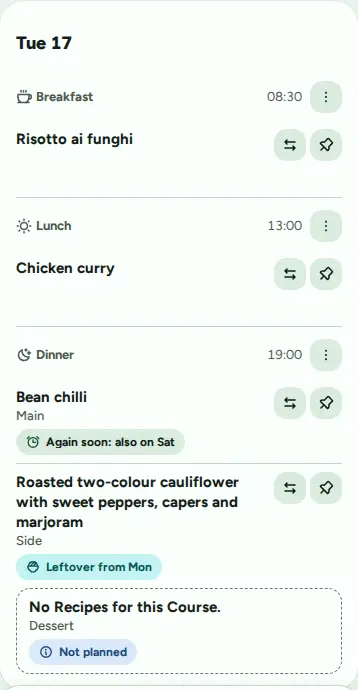 Tue 17
Breakfast 08:30
Risotto ai funghi
Lunch 13:00
Chicken curry
Dinner 19:00
Bean chilli
Main
Again soon: also on Sat
Roasted two-colour cauliflower
with sweet peppers, capers and
marjoram
Side
Leftover from Mon
No Recipes for this Course.
Dessert
Not planned